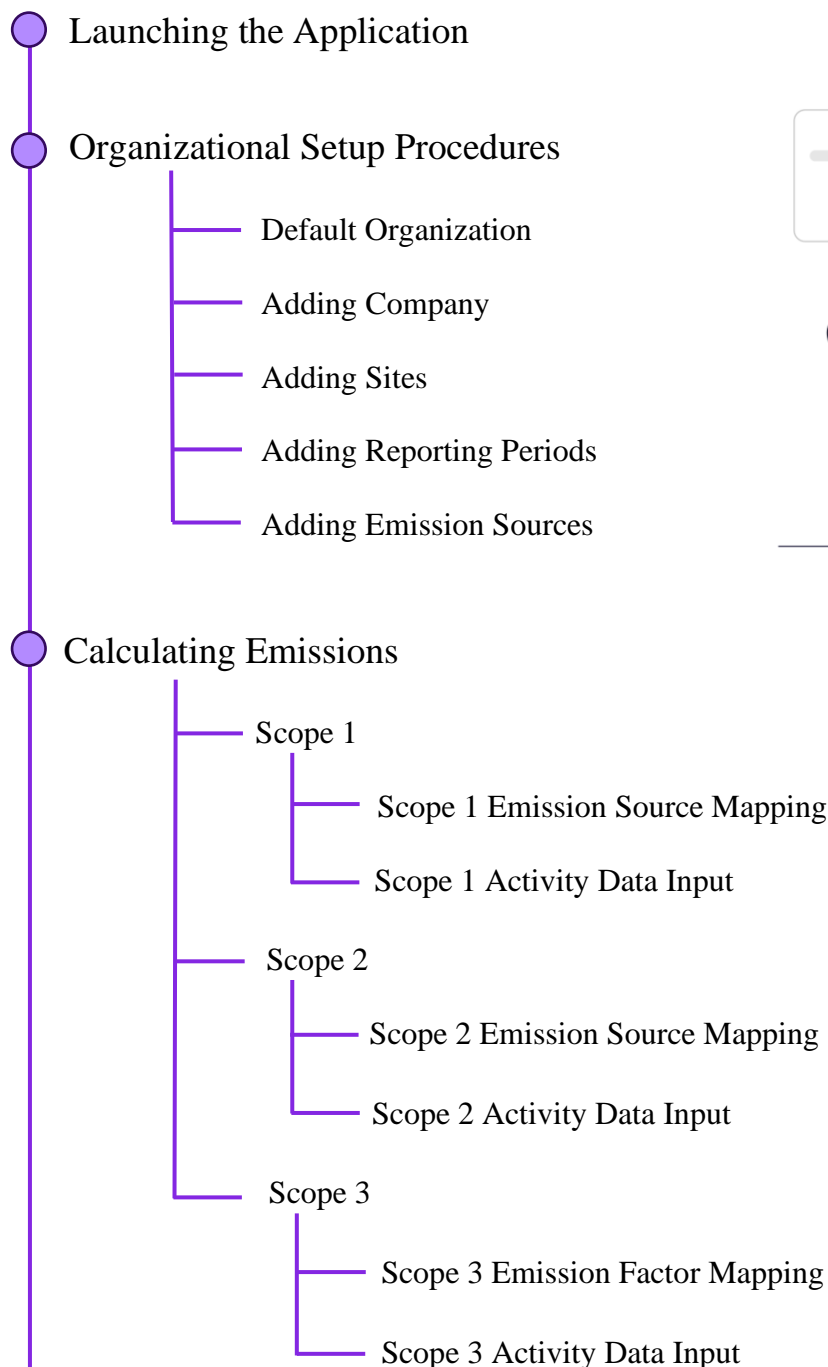 Launching the Application
Organizational Setup Procedures
Default Organization
Adding Company
Adding Sites
Adding Reporting Periods
Adding Emission Sources
Calculating Emissions
Scope 1
Scope 1 Emission Source Mapping
Scope 1 Activity Data Input
Scope 2
Scope 2 Emission Source Mapping
Scope 2 Activity Data Input
Scope 3
Scope 3 Emission Factor Mapping
Scope 3 Activity Data Input